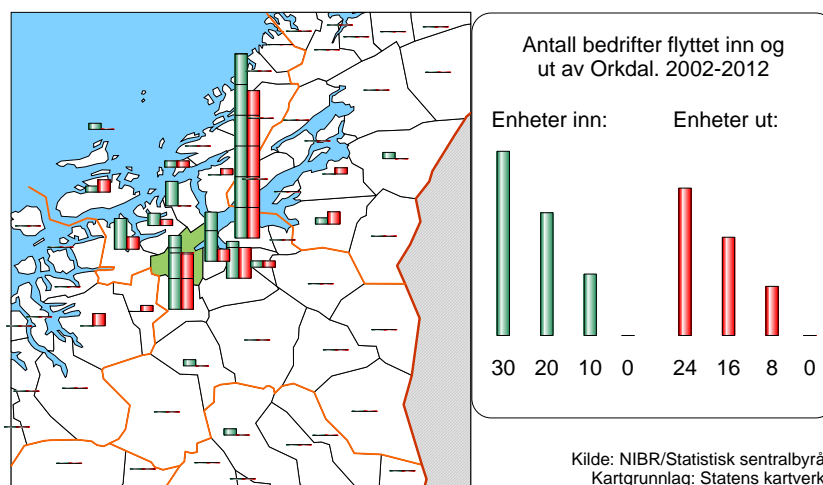 Antall bedrifter flyttet inn og
ut av Orkdal. 2002-2012
Enheter inn: Enheter ut:
30 20 10 0 24 16 8 0
Kilde: NIBR/Statistisk sentralbyrå
Kartgrunnlag: Statens kartverk